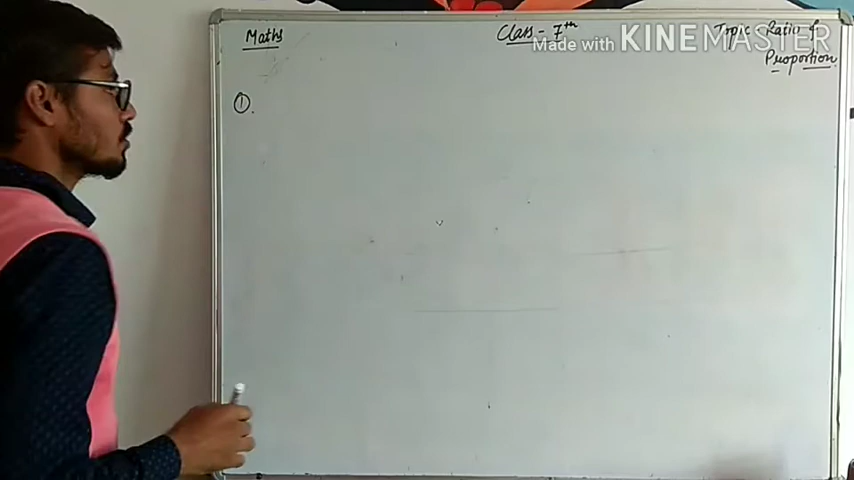 Maths Class - 7th Topic Ratio &
Proportion
Made with KINEMASTER
①.